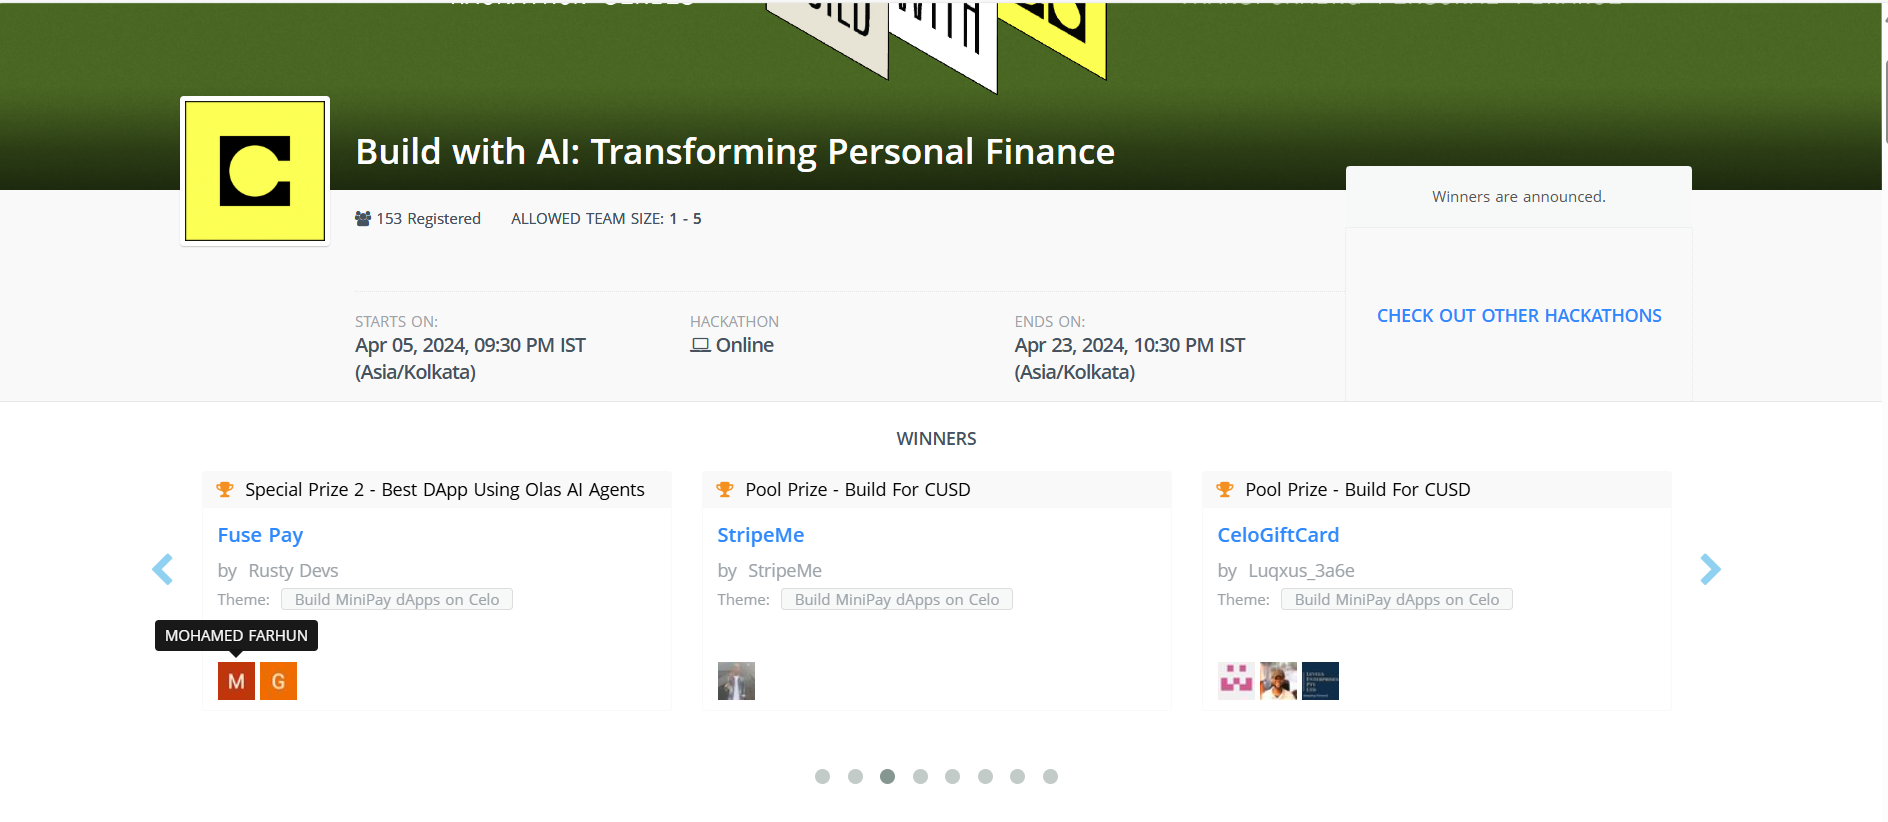 WITH
Build with AI: Transforming Personal Finance
Winners are announced.
153 Registered ALLOWED TEAM SIZE: 1 - 5
CHECK OUT OTHER HACKATHONS
STARTS ON:
Apr 05, 2024, 09:30 PM IST
(Asia/Kolkata)
HACKATHON
Online
ENDS ON:
Apr 23, 2024, 10:30 PM IST
(Asia/Kolkata)
WINNERS
Special Prize 2 - Best DApp Using Olas AI Agents
Fuse Pay
by Rusty Devs
Theme: Build MiniPay dApps on Celo
MOHAMED FARHUN
M G
Pool Prize - Build For CUSD
StripeMe
by StripeMe
Theme: Build MiniPay dApps on Celo
Pool Prize - Build For CUSD
CeloGiftCard
by Luqxus_3a6e
Theme: Build MiniPay dApps on Celo